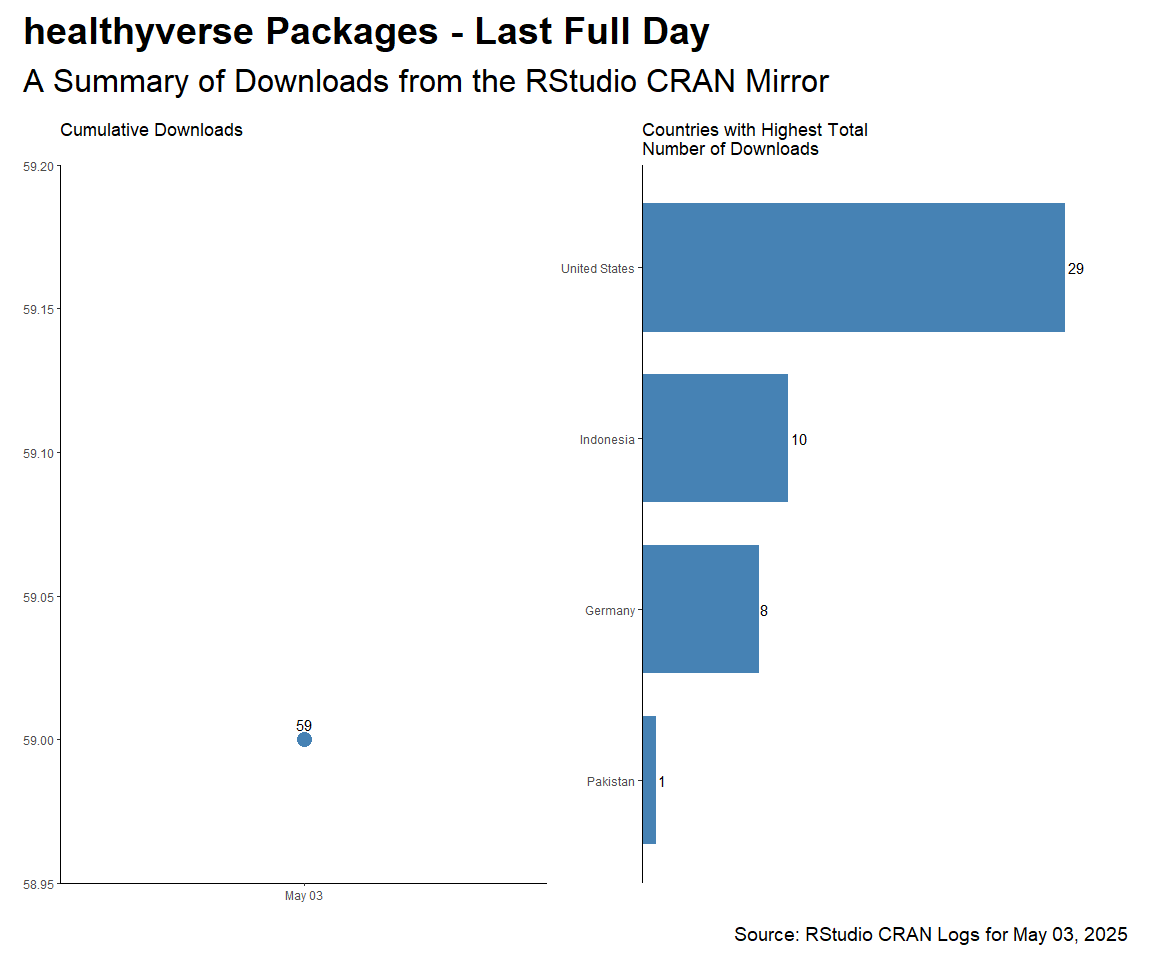 healthyverse Packages - Last Full Day
A Summary of Downloads from the RStudio CRAN Mirror
Cumulative Downloads
59.20
59.15
59.10
59.05
59.00
58.95
59
May 03
Countries with Highest Total
Number of Downloads
United States
29
Indonesia
10
Germany
8
Pakistan
1
Source: RStudio CRAN Logs for May 03, 2025